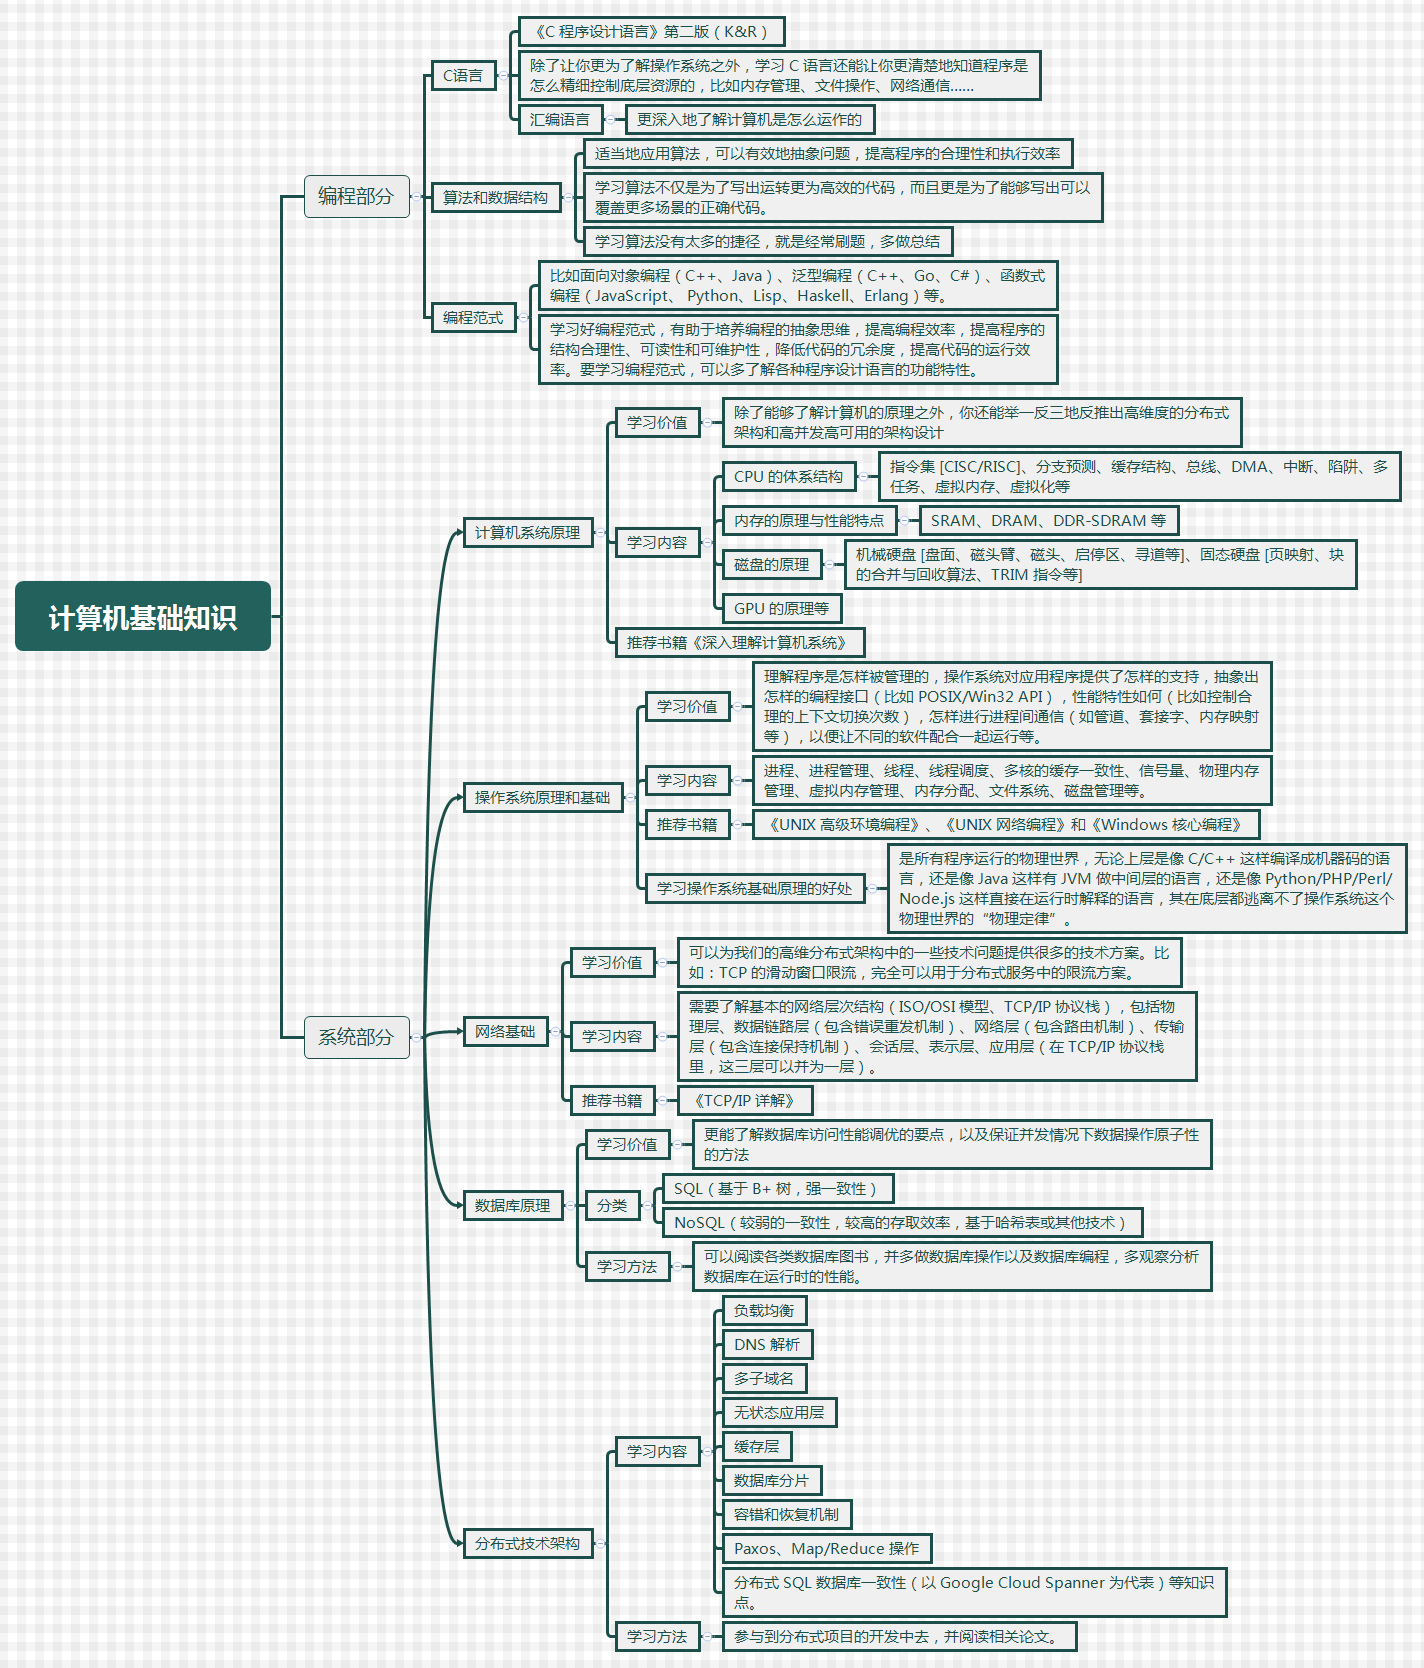 计算机基础知识
编程部分
C语言
《C 程序设计语言》第二版（K&R）
除了让你更为了解操作系统之外，学习 C 语言还能让你更清楚地知道程序是
怎么精细控制底层资源的，比如内存管理、文件操作、网络通信......
汇编语言
更深入地了解计算机是怎么运作的
算法和数据结构
适当地应用算法，可以有效地抽象问题，提高程序的合理性和执行效率
学习算法不仅是为了写出运转更为高效的代码，而且更是为了能够写出可以
覆盖更多场景的正确代码。
学习算法没有太多的捷径，就是经常刷题，多做总结
编程范式
比如面向对象编程（C++、Java）、泛型编程（C++、Go、C#）、函数式
编程（JavaScript、 Python、Lisp、Haskell、Erlang）等。
学习好编程范式，有助于培养编程的抽象思维，提高编程效率，提高程序的
结构合理性、可读性和可维护性，降低代码的冗余度，提高代码的运行效
率。要学习编程范式，可以多了解各种程序设计语言的功能特性。
系统部分
计算机系统原理
学习价值
除了能够了解计算机的原理之外，你还能举一反三地反推出高维度的分布式
架构和高并发高可用的架构设计
学习内容
CPU 的体系结构
指令集 [CISC/RISC]、分支预测、缓存结构、总线、DMA、中断、陷阱、多
任务、虚拟内存、虚拟化等
内存的原理与性能特点
SRAM、DRAM、DDR-SDRAM 等
磁盘的原理
机械硬盘 [盘面、磁头臂、磁头、启停区、寻道等]、固态硬盘 [页映射、块
的合并与回收算法、TRIM 指令等]
GPU 的原理等
推荐书籍《深入理解计算机系统》
操作系统原理和基础
学习价值
理解程序是怎样被管理的，操作系统对应用程序提供了怎样的支持，抽象出
怎样的编程接口（比如 POSIX/Win32 API），性能特性如何（比如控制合
理的上下文切换次数），怎样进行进程间通信（如管道、套接字、内存映射
等），以便让不同的软件配合一起运行等。
学习内容
进程、进程管理、线程、线程调度、多核的缓存一致性、信号量、物理内存
管理、虚拟内存管理、内存分配、文件系统、磁盘管理等。
推荐书籍
《UNIX 高级环境编程》、《UNIX 网络编程》和《Windows 核心编程》
学习操作系统基础原理的好处
是所有程序运行的物理世界，无论上层是像 C/C++ 这样编译成机器码的语
言，还是像 Java 这样有 JVM 做中间层的语言，还是像 Python/PHP/Perl/
Node.js 这样直接在运行时解释的语言，其在底层都逃离不了操作系统这个
物理世界的“物理定律”。
网络基础
学习价值
可以为我们的高维分布式架构中的一些技术问题提供很多的技术方案。比
如：TCP 的滑动窗口限流，完全可以用于分布式服务中的限流方案。
学习内容
需要了解基本的网络层次结构（ISO/OSI 模型、TCP/IP 协议栈），包括物
理层、数据链路层（包含错误重发机制）、网络层（包含路由机制）、传输
层（包含连接保持机制）、会话层、表示层、应用层（在 TCP/IP 协议栈
里，这三层可以并为一层）。
推荐书籍
《TCP/IP 详解》
数据库原理
学习价值
更能了解数据库访问性能调优的要点，以及保证并发情况下数据操作原子性
的方法
分类
SQL（基于 B+ 树，强一致性）
NoSQL（较弱的一致性，较高的存取效率，基于哈希表或其他技术）
学习方法
可以阅读各类数据库图书，并多做数据库操作以及数据库编程，多观察分析
数据库在运行时的性能。
分布式技术架构
学习内容
负载均衡
DNS 解析
多子域名
无状态应用层
缓存层
数据库分片
容错和恢复机制
Paxos、Map/Reduce 操作
分布式 SQL 数据库一致性（以 Google Cloud Spanner 为代表）等知识
点。
学习方法
参与到分布式项目的开发中去，并阅读相关论文。